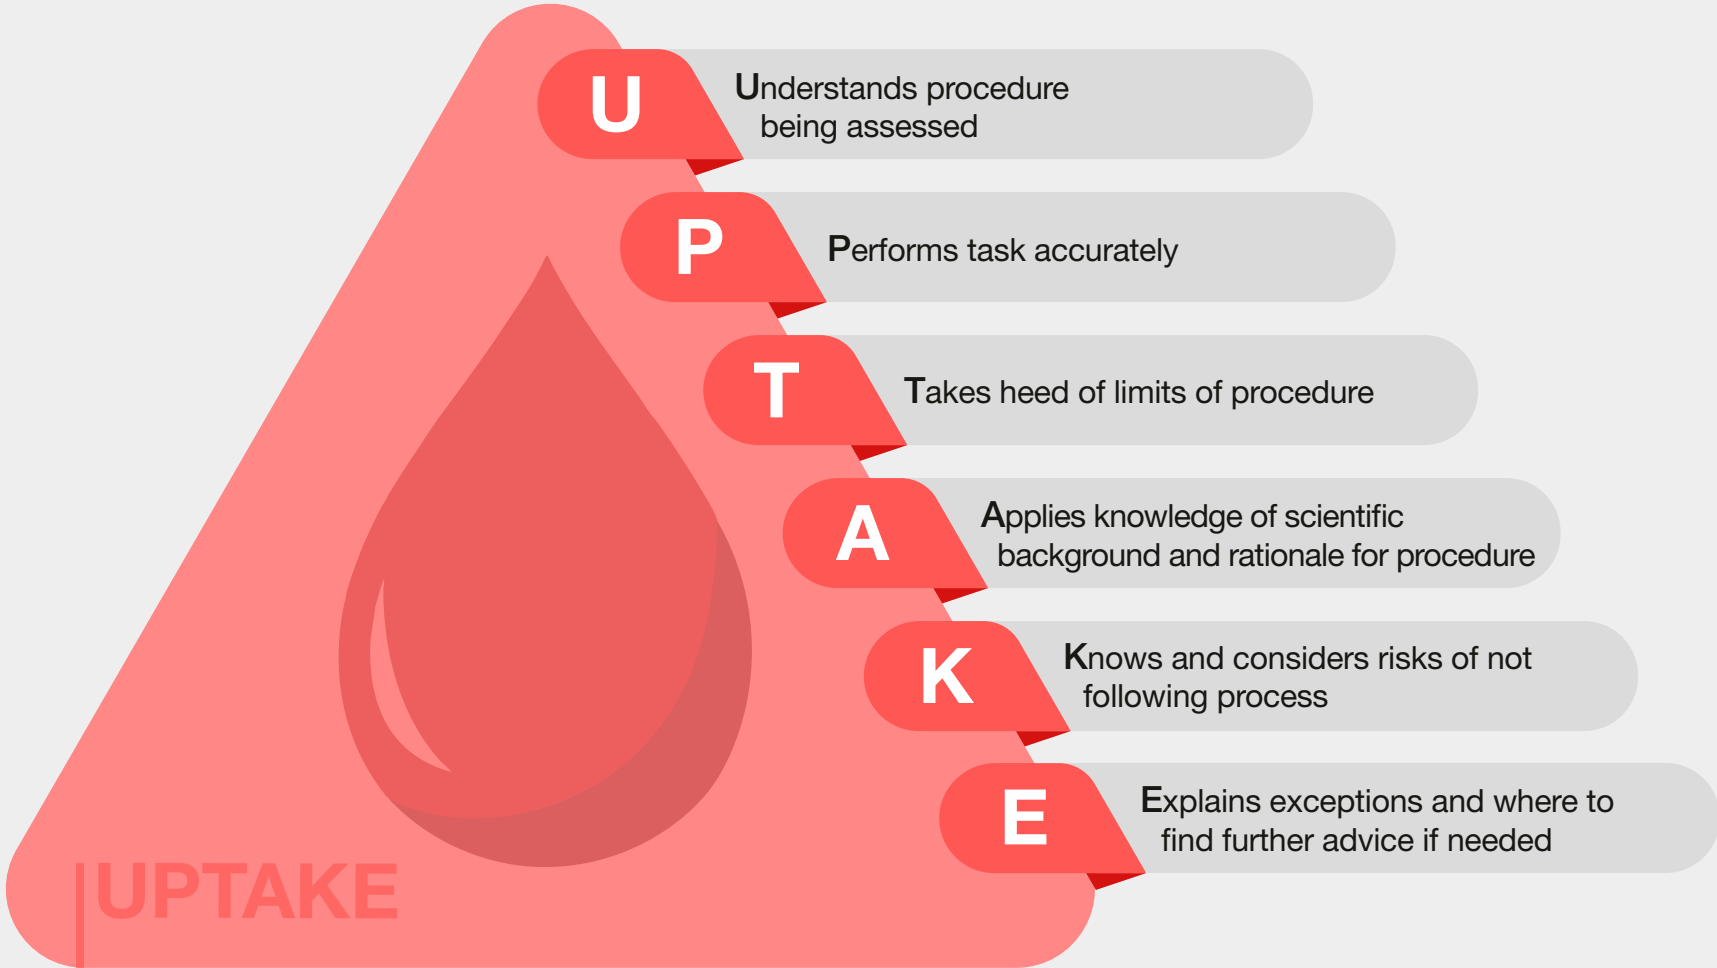 U
Understands procedure
being assessed
P
Performs task accurately
T
Takes heed of limits of procedure
A
Applies knowledge of scientific
background and rationale for procedure
K
Knows and considers risks of not
following process
E
Explains exceptions and where to
find further advice if needed
UPTAKE